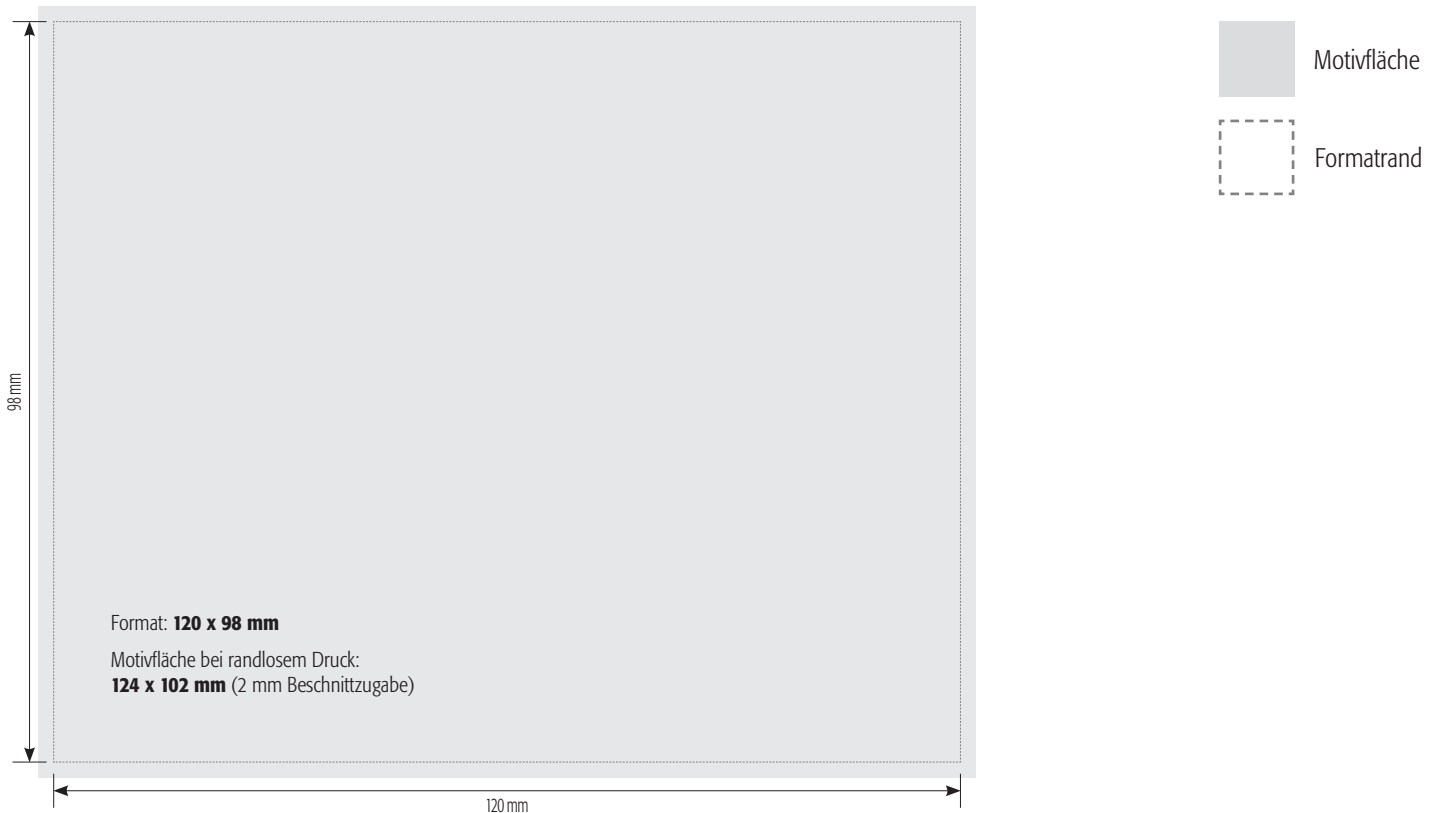 Motivfläche
Formatrand
98 mm
Format: 120 x 98 mm
Motivfläche bei randlosem Druck:
124 x 102 mm (2 mm Beschnittzugabe)
120 mm